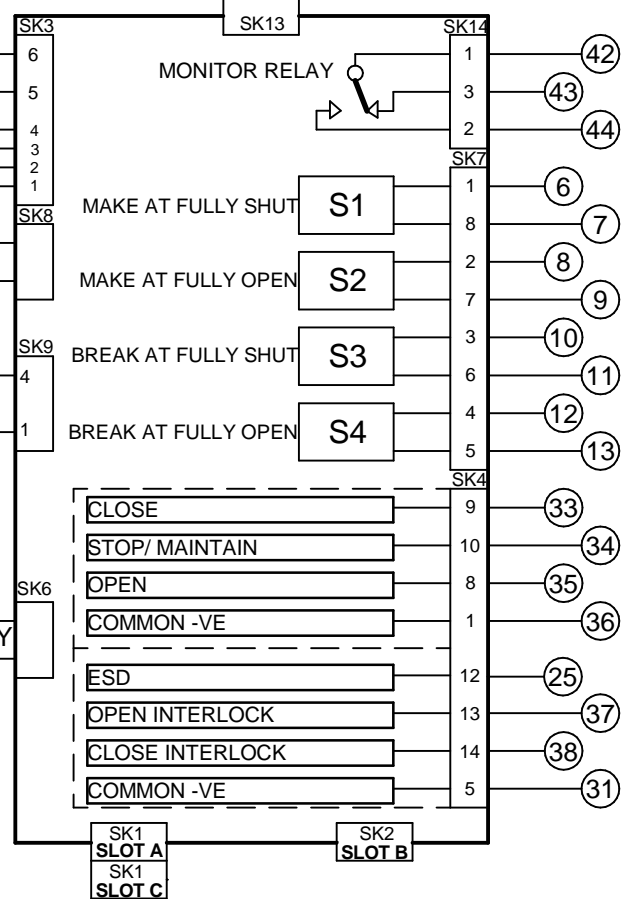 SK13
SK3
6
5
4
3
2
1
SK8
SK9
4
1
SK6
Y
MONITOR RELAY
SK14
1
42
3
43
2
44
SK7
MAKE AT FULLY SHUT
S1
1
6
8
7
MAKE AT FULLY OPEN
S2
2
8
7
9
BREAK AT FULLY SHUT
S3
3
10
6
11
BREAK AT FULLY OPEN
S4
4
12
5
13
SK4
CLOSE
9
33
STOP/ MAINTAIN
10
34
OPEN
8
35
COMMON -VE
1
36
ESD
12
25
OPEN INTERLOCK
13
37
CLOSE INTERLOCK
14
38
COMMON -VE
5
31
SK1
SLOT A
SK1
SLOT C
SK2
SLOT B